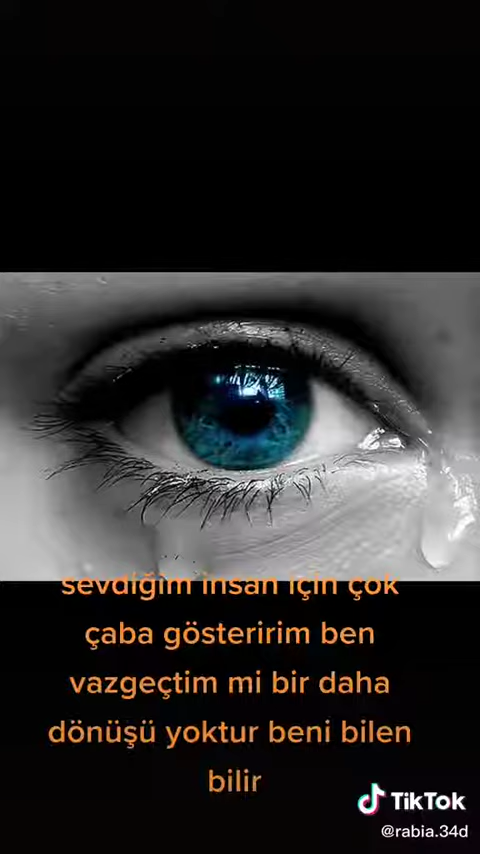 sevdiğim insan için çok
çaba gösteririm ben
vazgeçtim mi bir daha
dönüşü yoktur beni bilen
bilir
TikTok
@rabia.34d